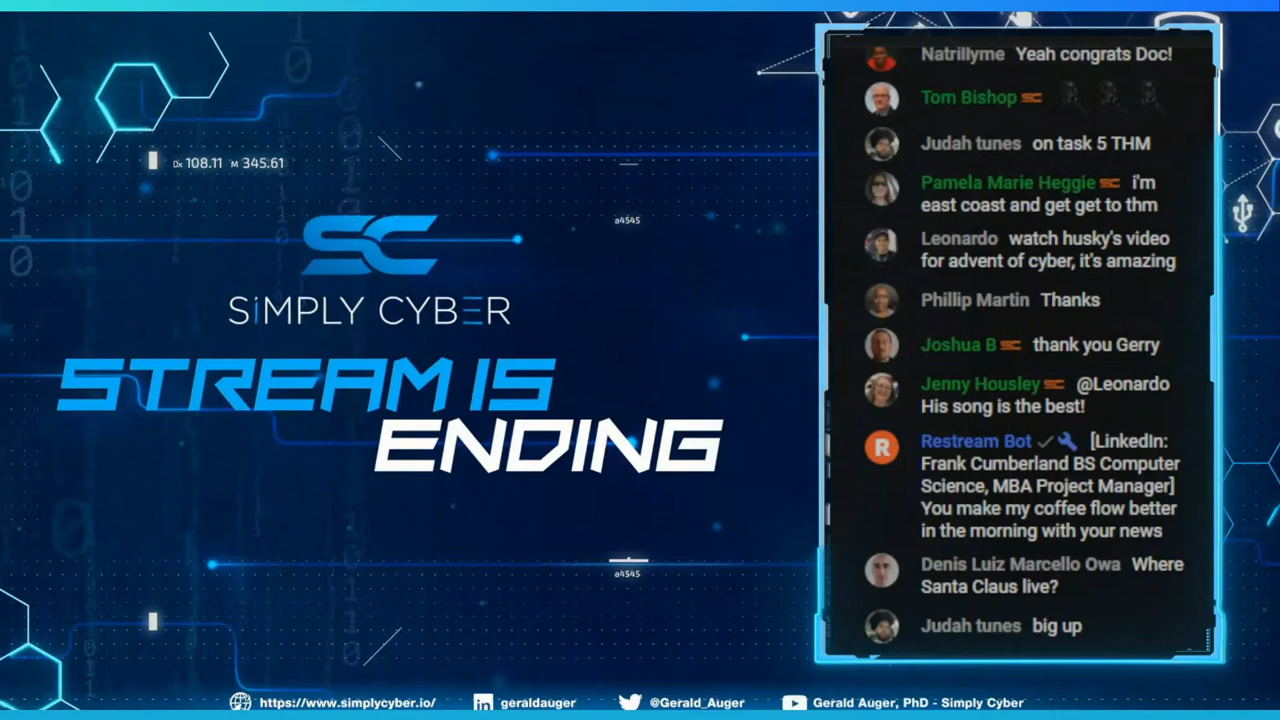 Natrillyme Yeah congrats Doc!
Tom Bishop
Judah tunes on task 5 THM
Pamela Marie Heggie i'm
east coast and get get to thm
Leonardo watch husky's video
for advent of cyber, it's amazing
Phillip Martin Thanks
Joshua B thank you Gerry
Jenny Housley @Leonardo
His song is the best!
R
Restream Bot [LinkedIn:
Frank Cumberland BS Computer
Science, MBA Project Manager]
You make my coffee flow better
in the morning with your news
Denis Luiz Marcello Owa Where
Santa Claus live?
Judah tunes big up
Dx 108.11 M 345.61
a4545
SC
SiMPLY CYBER
STREAM IS
ENDING
a4545
https://www.simplycyber.io/
in geraldauger
@Gerald_Auger
Gerald Auger, PhD - Simply Cyber